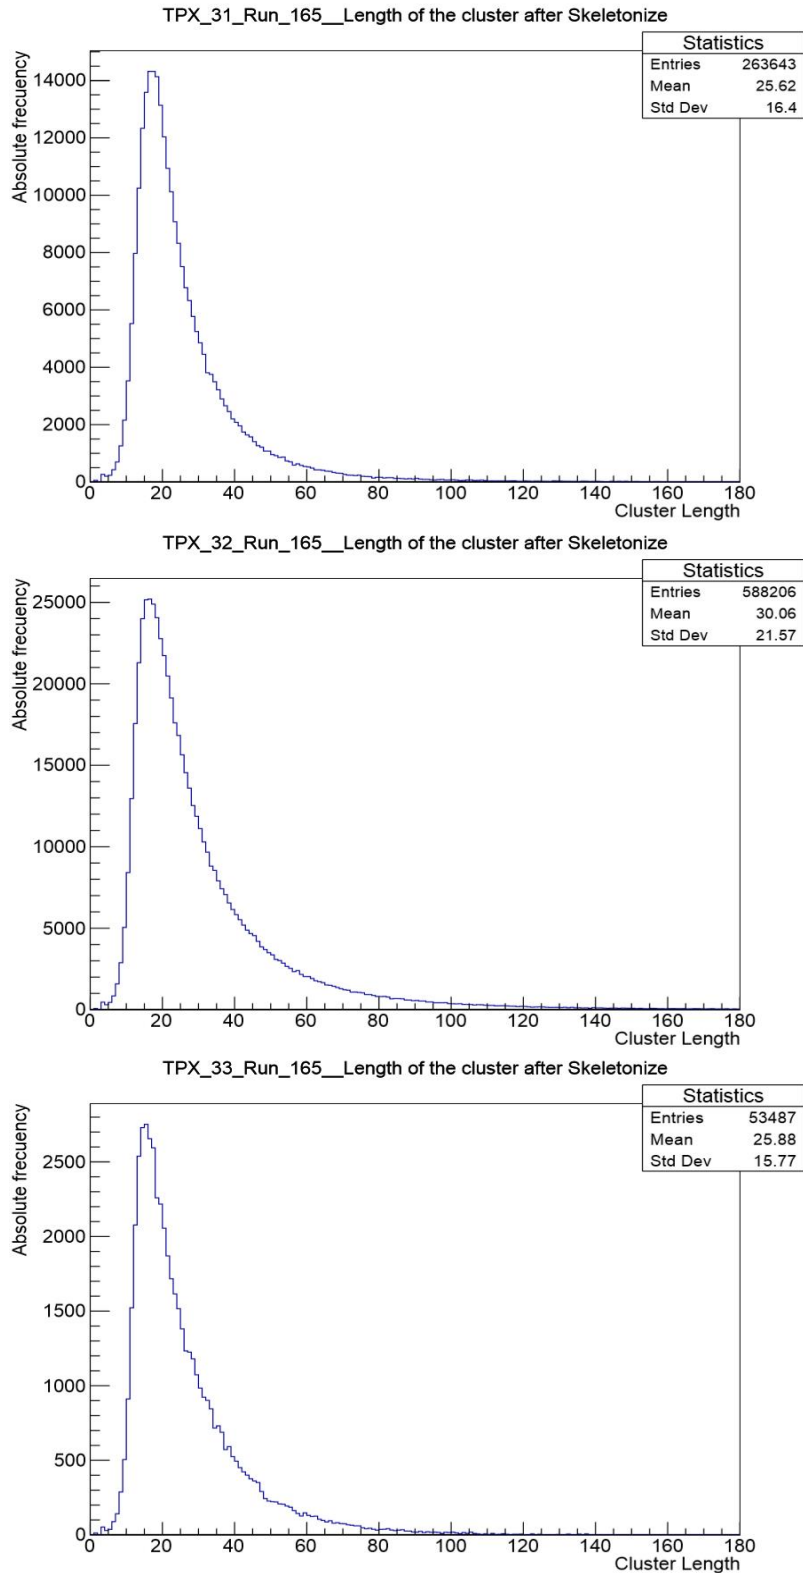 TPX_31_Run_165__Length of the cluster after Skeletonize
Statistics
Entries 263643
Mean 25.62
Std Dev 16.4
Absolute frecuency
14000
12000
10000
8000
6000
4000
2000
0
0 20 40 60 80 100 120 140 160 180
Cluster Length
TPX_32_Run_165__Length of the cluster after Skeletonize
Statistics
Entries 588206
Mean 30.06
Std Dev 21.57
Absolute frecuency
25000
20000
15000
10000
5000
0
0 20 40 60 80 100 120 140 160 180
Cluster Length
TPX_33_Run_165__Length of the cluster after Skeletonize
Statistics
Entries 53487
Mean 25.88
Std Dev 15.77
Absolute frecuency
2500
2000
1500
1000
500
0
0 20 40 60 80 100 120 140 160 180
Cluster Length